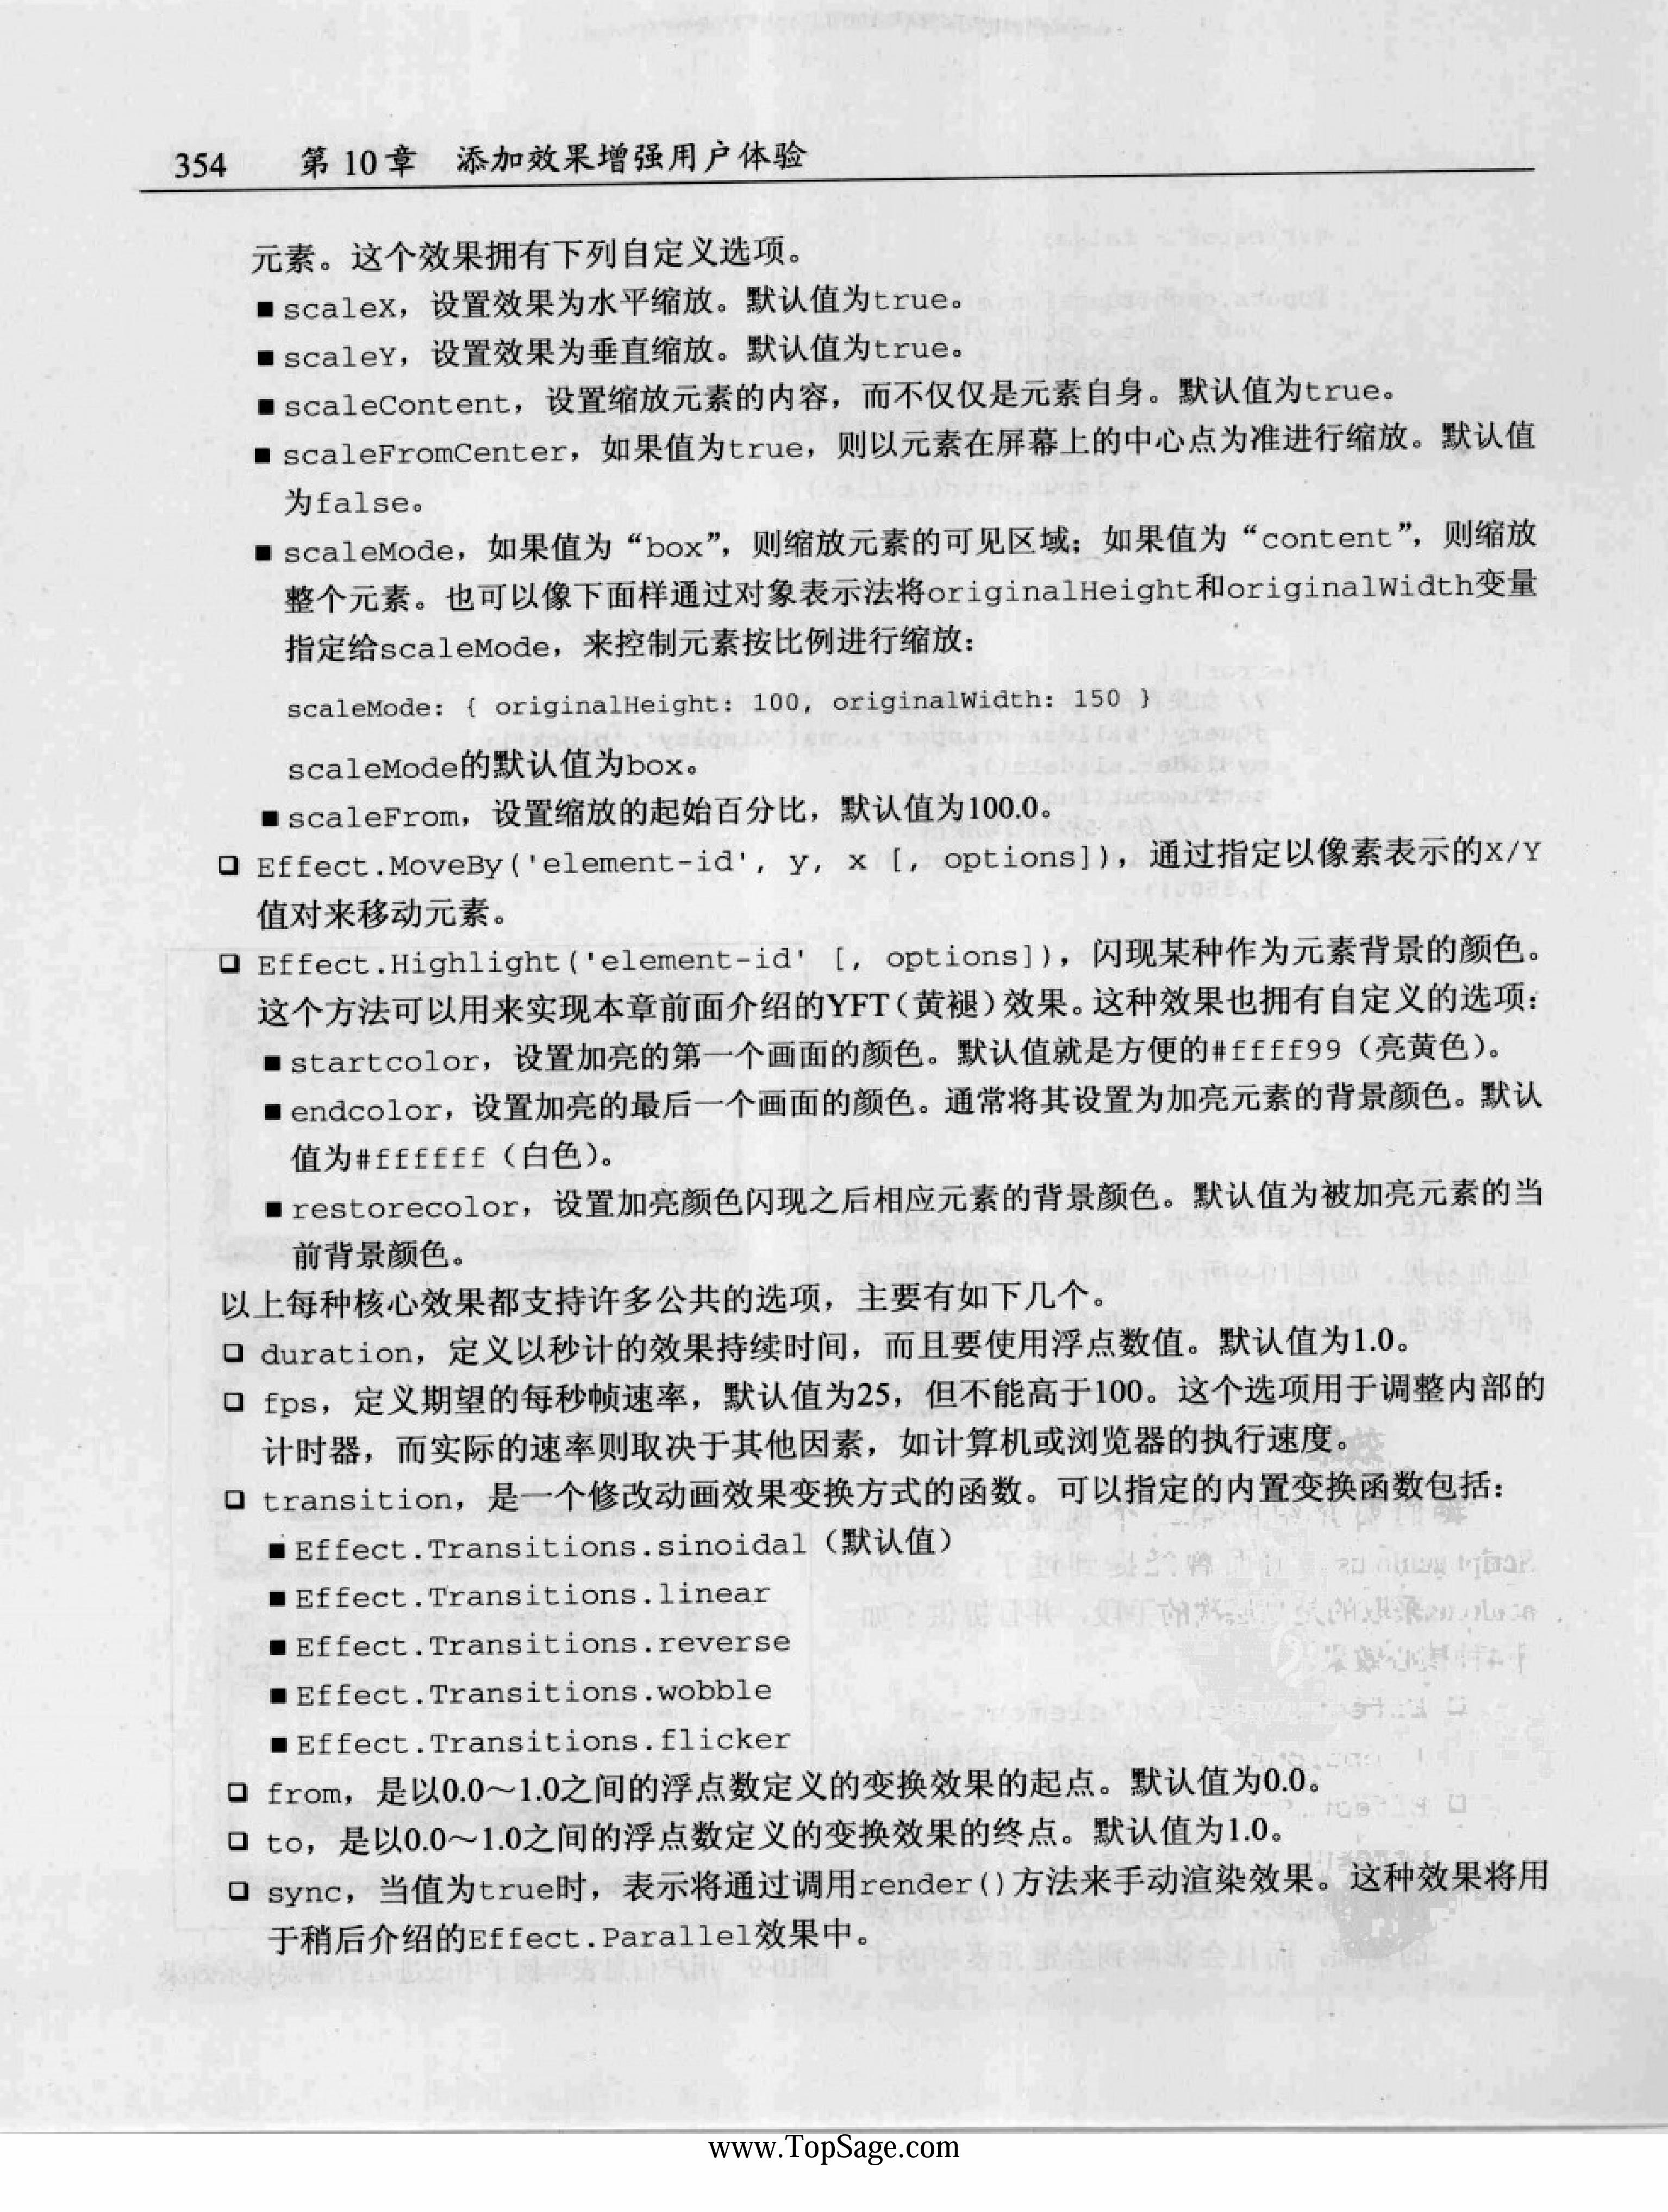 354 第 10 章 添加效果增强用户体验
元素。这个效果拥有下列自定义选项。
■ scaleX，设置效果为水平缩放。默认值为true。
■ scaleY，设置效果为垂直缩放。默认值为true。
■ scaleContent，设置缩放元素的内容，而不仅仅是元素自身。默认值为true。
■ scaleFromCenter，如果值为true，则以元素在屏幕上的中心点为准进行缩放。默认值
为false。
■ scaleMode，如果值为“box”，则缩放元素的可见区域；如果值为“content”，则缩放
整个元素。也可以像下面样通过对象表示法将originalHeight和originalWidth变量
指定给scaleMode，来控制元素按比例进行缩放：
scaleMode: { originalHeight: 100, originalWidth: 150 }
scaleMode的默认值为box。
■ scaleFrom，设置缩放的起始百分比，默认值为100.0。
❑ Effect.MoveBy('element-id', y, x [, options])，通过指定以像素表示的X/Y
值对来移动元素。
❑ Effect.Highlight('element-id' [, options])，闪现某种作为元素背景的颜色。
这个方法可以用来实现本章前面介绍的YFT（黄褪）效果。这种效果也拥有自定义的选项：
■ startcolor，设置加亮的第一个画面的颜色。默认值就是方便的#ffff99（亮黄色）。
■ endcolor，设置加亮的最后一个画面的颜色。通常将其设置为加亮元素的背景颜色。默认
值为#ffffff（白色）。
■ restorecolor，设置加亮颜色闪现之后相应元素的背景颜色。默认值为被加亮元素的当
前背景颜色。
以上每种核心效果都支持许多公共的选项，主要有如下几个。
❑ duration，定义以秒计的效果持续时间，而且要使用浮点数值。默认值为1.0。
❑ fps，定义期望的每秒帧速率，默认值为25，但不能高于100。这个选项用于调整内部的
计时器，而实际的速率则取决于其他因素，如计算机或浏览器的执行速度。
❑ transition，是一个修改动画效果变换方式的函数。可以指定的内置变换函数包括：
■ Effect.Transitions.sinoidal（默认值）
■ Effect.Transitions.linear
■ Effect.Transitions.reverse
■ Effect.Transitions.wobble
■ Effect.Transitions.flicker
❑ from，是以0.0～1.0之间的浮点数定义的变换效果的起点。默认值为0.0。
❑ to，是以0.0～1.0之间的浮点数定义的变换效果的终点。默认值为1.0。
❑ sync，当值为true时，表示将通过调用render()方法来手动渲染效果。这种效果将用
于稍后介绍的Effect.Parallel效果中。
www.TopSage.com